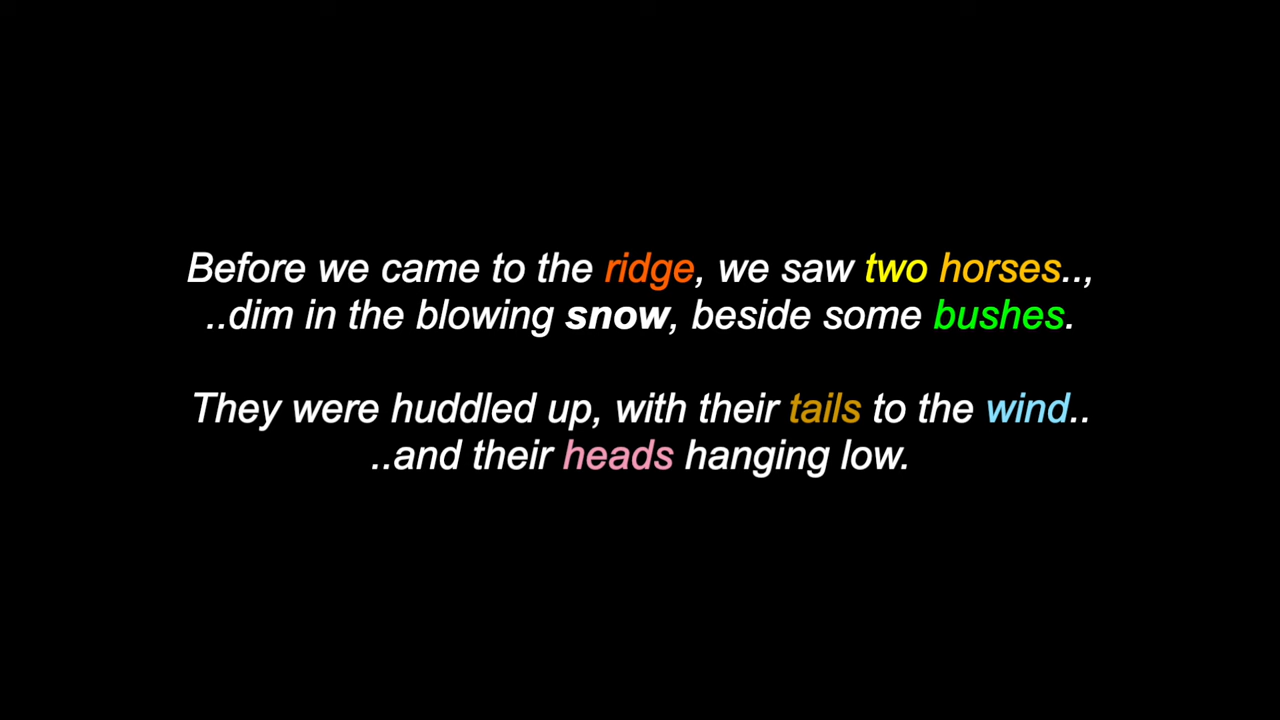 Before we came to the ridge, we saw two horses..,
..dim in the blowing snow, beside some bushes.
They were huddled up, with their tails to the wind..
..and their heads hanging low.